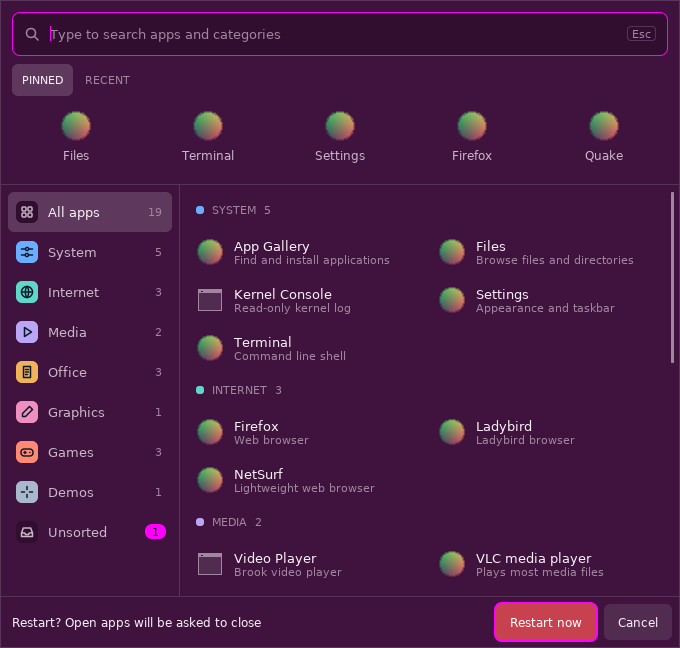 Type to search apps and categories Esc
PINNED RECENT
Files Terminal Settings Firefox Quake
All apps 19
System 5
Internet 3
Media 2
Office 3
Graphics 1
Games 3
Demos 1
Unsorted 1
SYSTEM 5
App Gallery
Find and install applications
Files
Browse files and directories
Kernel Console
Read-only kernel log
Settings
Appearance and taskbar
Terminal
Command line shell
INTERNET 3
Firefox
Web browser
Ladybird
Ladybird browser
NetSurf
Lightweight web browser
MEDIA 2
Video Player
Brook video player
VLC media player
Plays most media files
Restart? Open apps will be asked to close Restart now Cancel